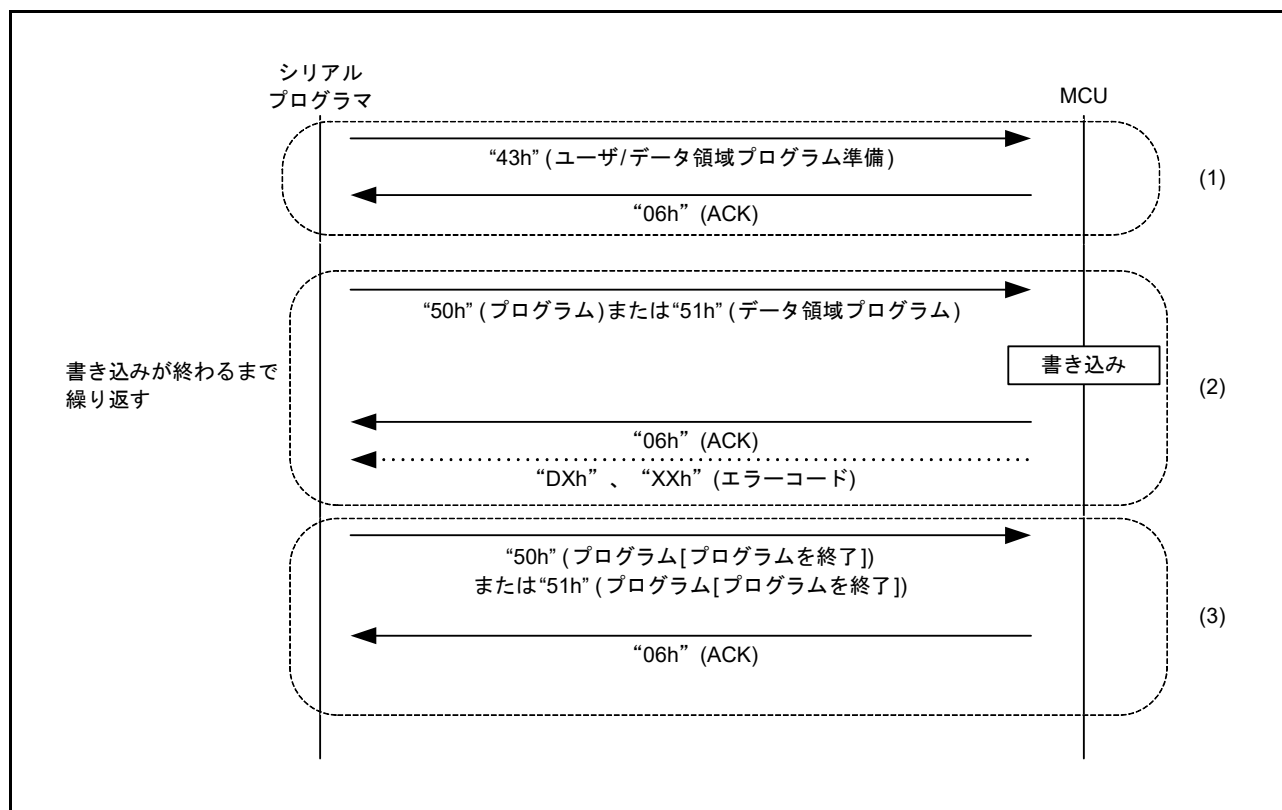 シリアル
プログラマ
MCU
“43h” (ユーザ/データ領域プログラム準備)
“06h” (ACK)
(1)
“50h” (プログラム)または“51h” (データ領域プログラム)
書き込み
書き込みが終わるまで
繰り返す
(2)
“06h” (ACK)
“DXh” 、 “XXh” (エラーコード)
“50h” (プログラム[プログラムを終了])
または“51h” (プログラム[プログラムを終了])
(3)
“06h” (ACK)